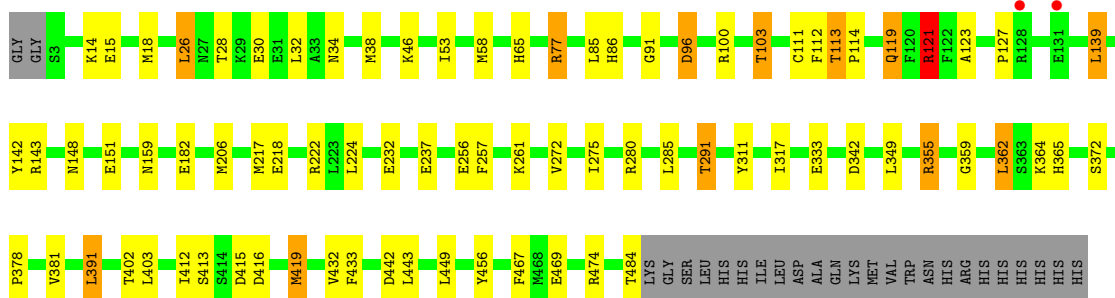 GLY GLY S3 K14 E15 M18 L26 N27 T28 K29 E30 E31 L32 A33 N34 M38 K46 I53 M58 H65 R77 L85 H86 G91 D96 R100 T103 C111 F112 T113 P114 Q119 F120 R121 F122 A123 P127 R128 E131 L139
Y142 R143 N148 E151 N159 E182 M206 M217 E218 R222 L223 L224 E232 E237 E256 F257 K261 V272 I275 R280 L285 T291 Y311 I317 E333 D342 L349 R355 G359 L362 S363 K364 H365 S372
P378 V381 L391 T402 L403 I412 S413 S414 D415 D416 M419 V432 F433 D442 L443 L449 Y456 F467 M468 E469 R474 T484 LYS GLY SER LEU HIS HIS ILE LEU ASP ALA GLN LYS MET VAL TRP ASN HIS ARG HIS HIS HIS HIS HIS HIS